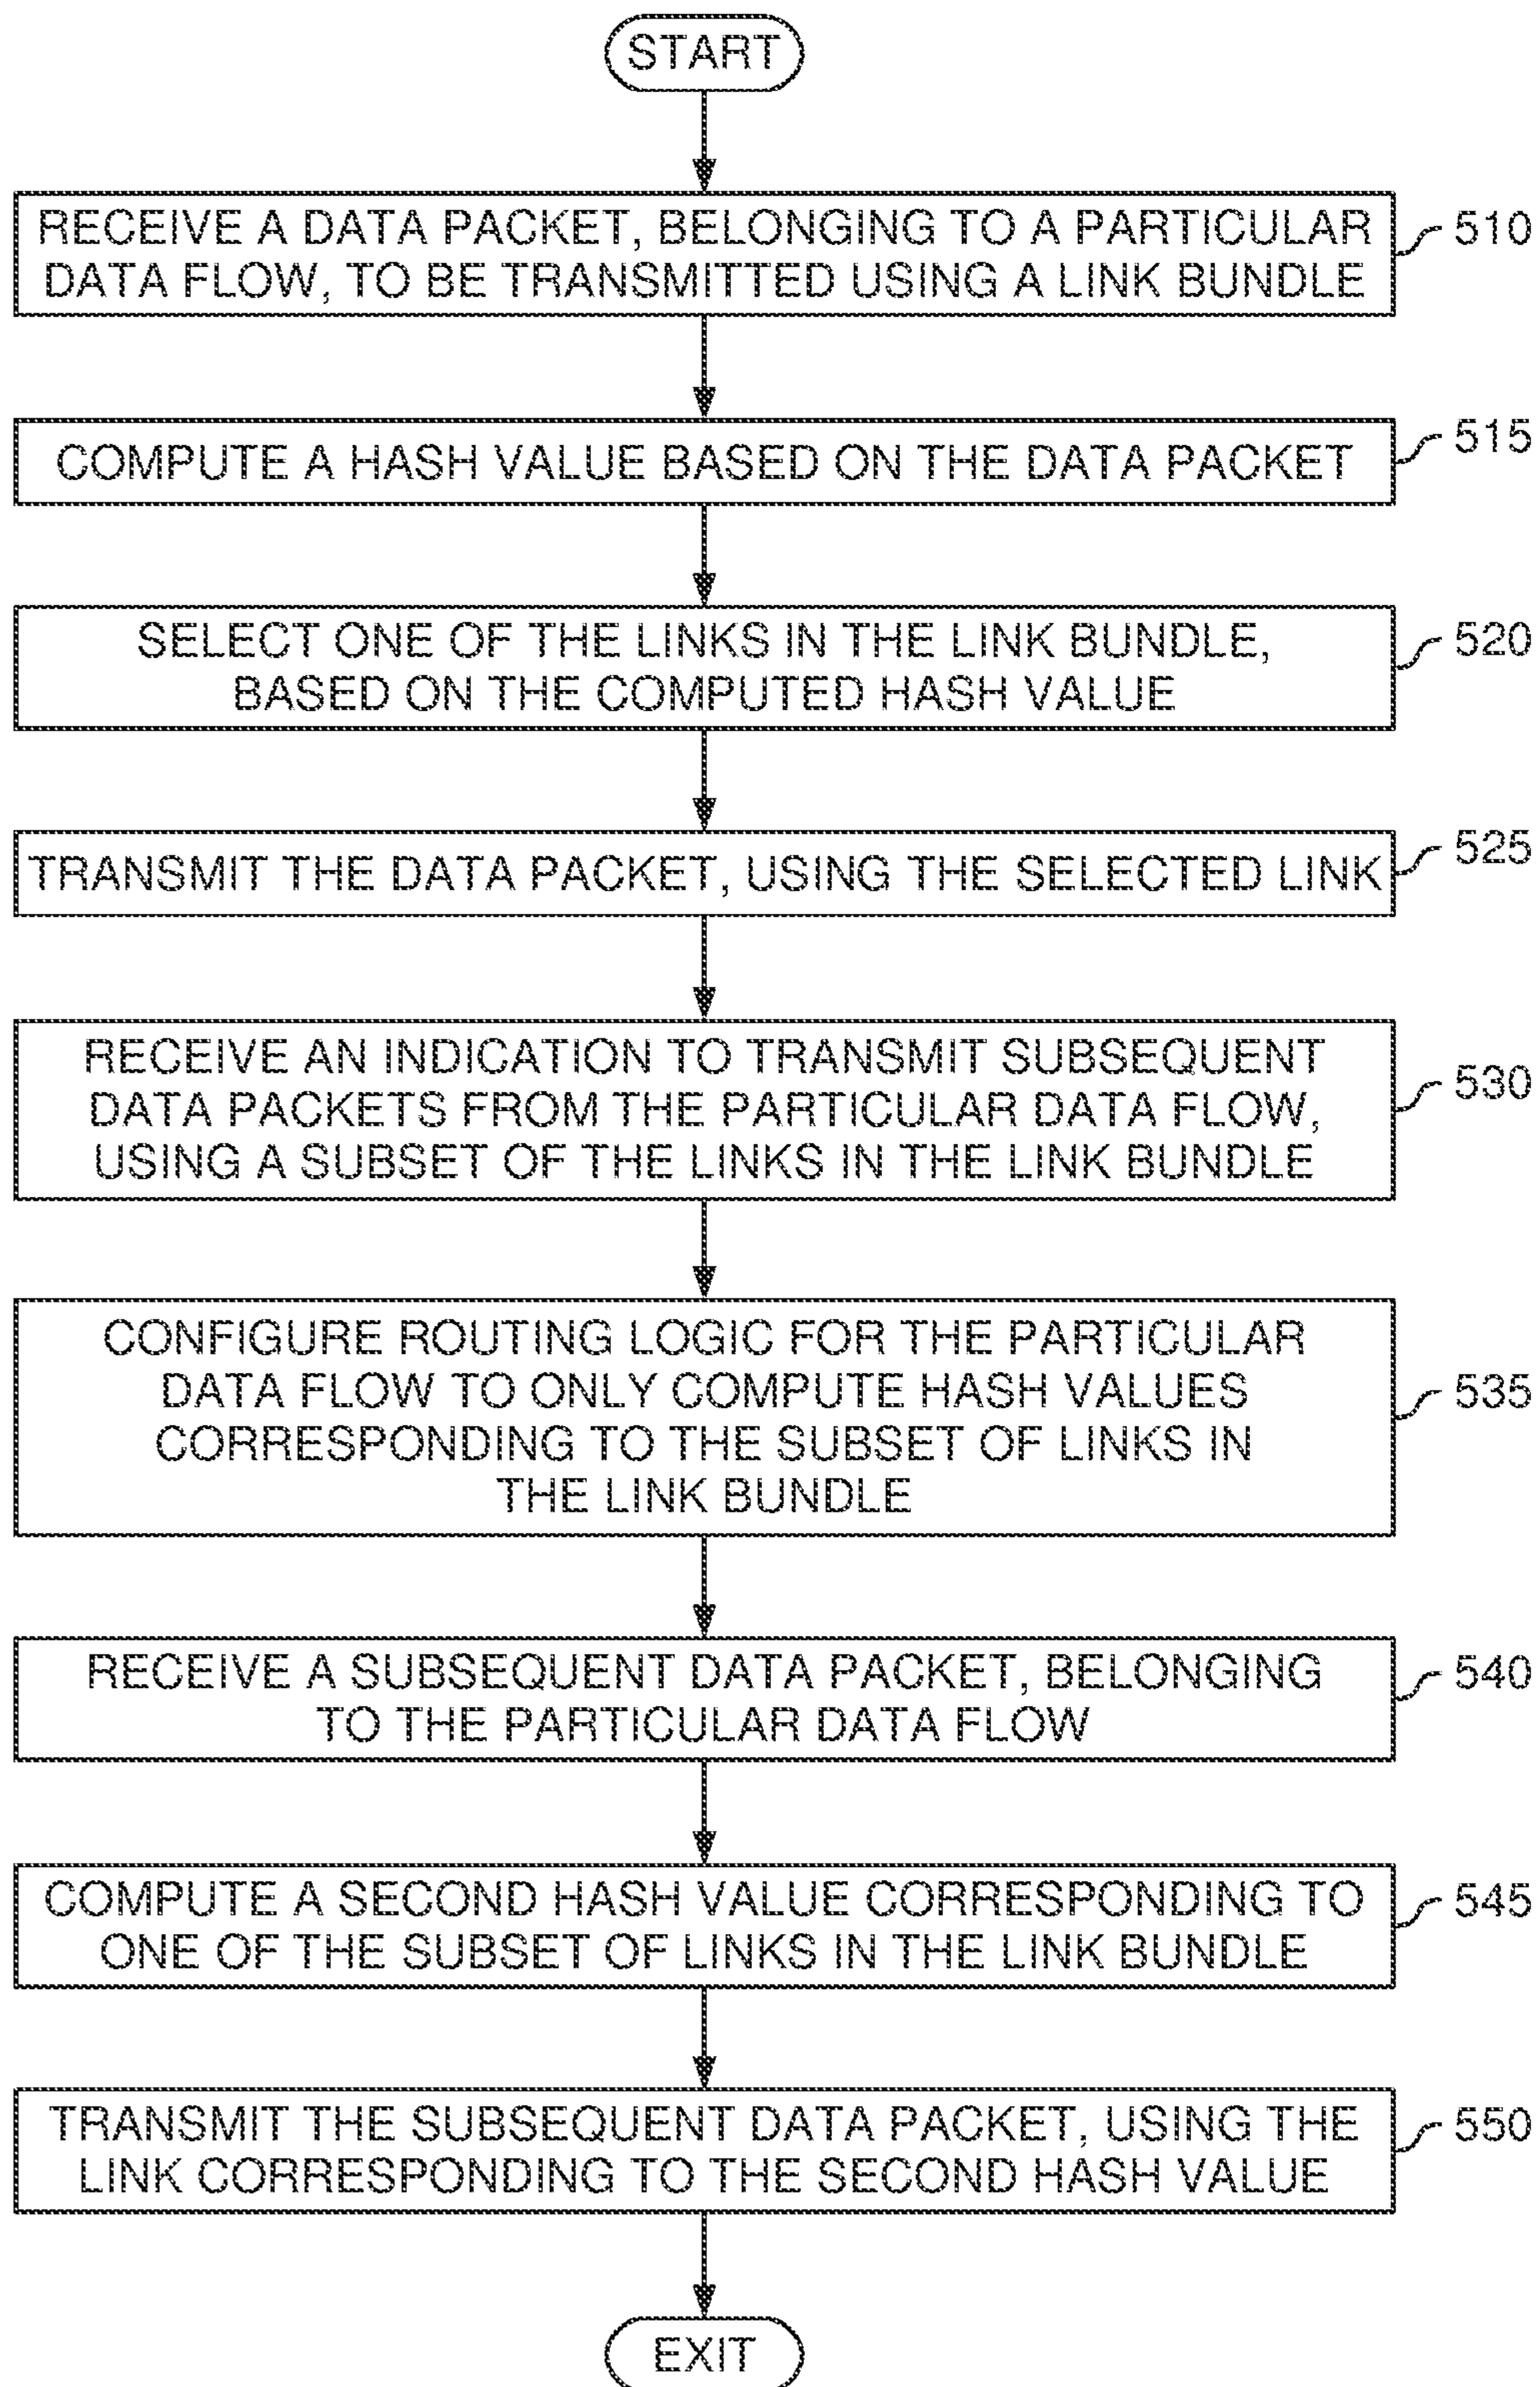 START
RECEIVE A DATA PACKET, BELONGING TO A PARTICULAR
DATA FLOW, TO BE TRANSMITTED USING A LINK BUNDLE
510
COMPUTE A HASH VALUE BASED ON THE DATA PACKET
515
SELECT ONE OF THE LINKS IN THE LINK BUNDLE,
BASED ON THE COMPUTED HASH VALUE
520
TRANSMIT THE DATA PACKET, USING THE SELECTED LINK
525
RECEIVE AN INDICATION TO TRANSMIT SUBSEQUENT
DATA PACKETS FROM THE PARTICULAR DATA FLOW,
USING A SUBSET OF THE LINKS IN THE LINK BUNDLE
530
CONFIGURE ROUTING LOGIC FOR THE PARTICULAR
DATA FLOW TO ONLY COMPUTE HASH VALUES
CORRESPONDING TO THE SUBSET OF LINKS IN
THE LINK BUNDLE
535
RECEIVE A SUBSEQUENT DATA PACKET, BELONGING
TO THE PARTICULAR DATA FLOW
540
COMPUTE A SECOND HASH VALUE CORRESPONDING TO
ONE OF THE SUBSET OF LINKS IN THE LINK BUNDLE
545
TRANSMIT THE SUBSEQUENT DATA PACKET, USING THE
LINK CORRESPONDING TO THE SECOND HASH VALUE
550
EXIT